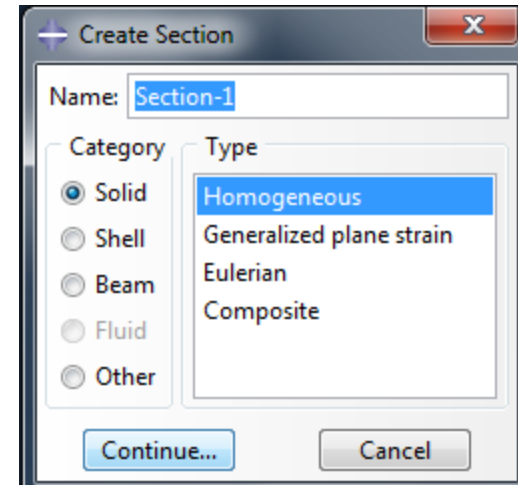 Create Section
Name: Section-1
Category
Solid
Shell
Beam
Fluid
Other
Type
Homogeneous
Generalized plane strain
Eulerian
Composite
Continue...
Cancel